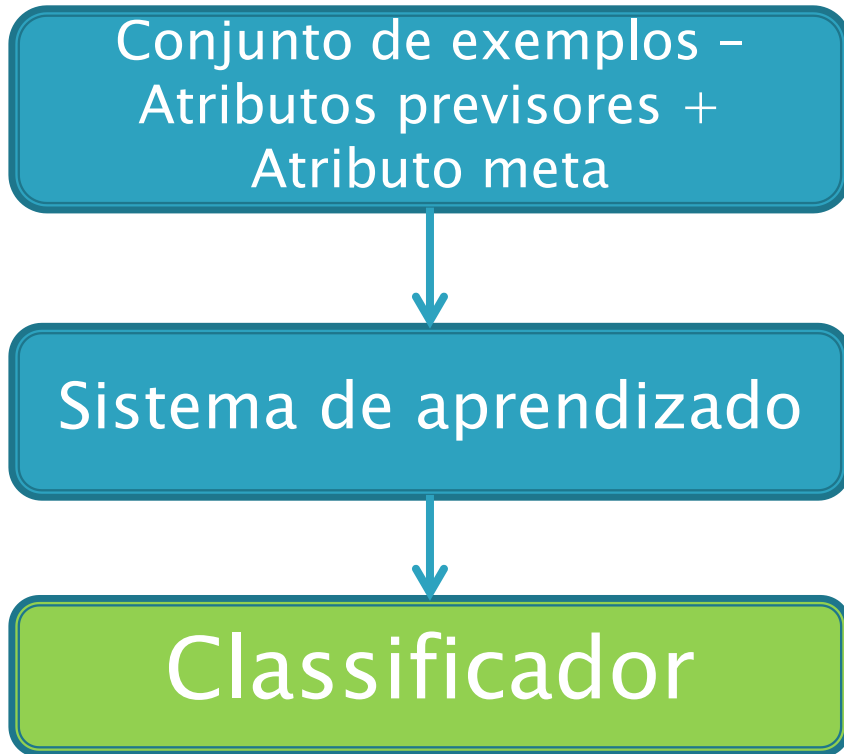 Conjunto de exemplos –
Atributos previsores +
Atributo meta
Sistema de aprendizado
Classificador